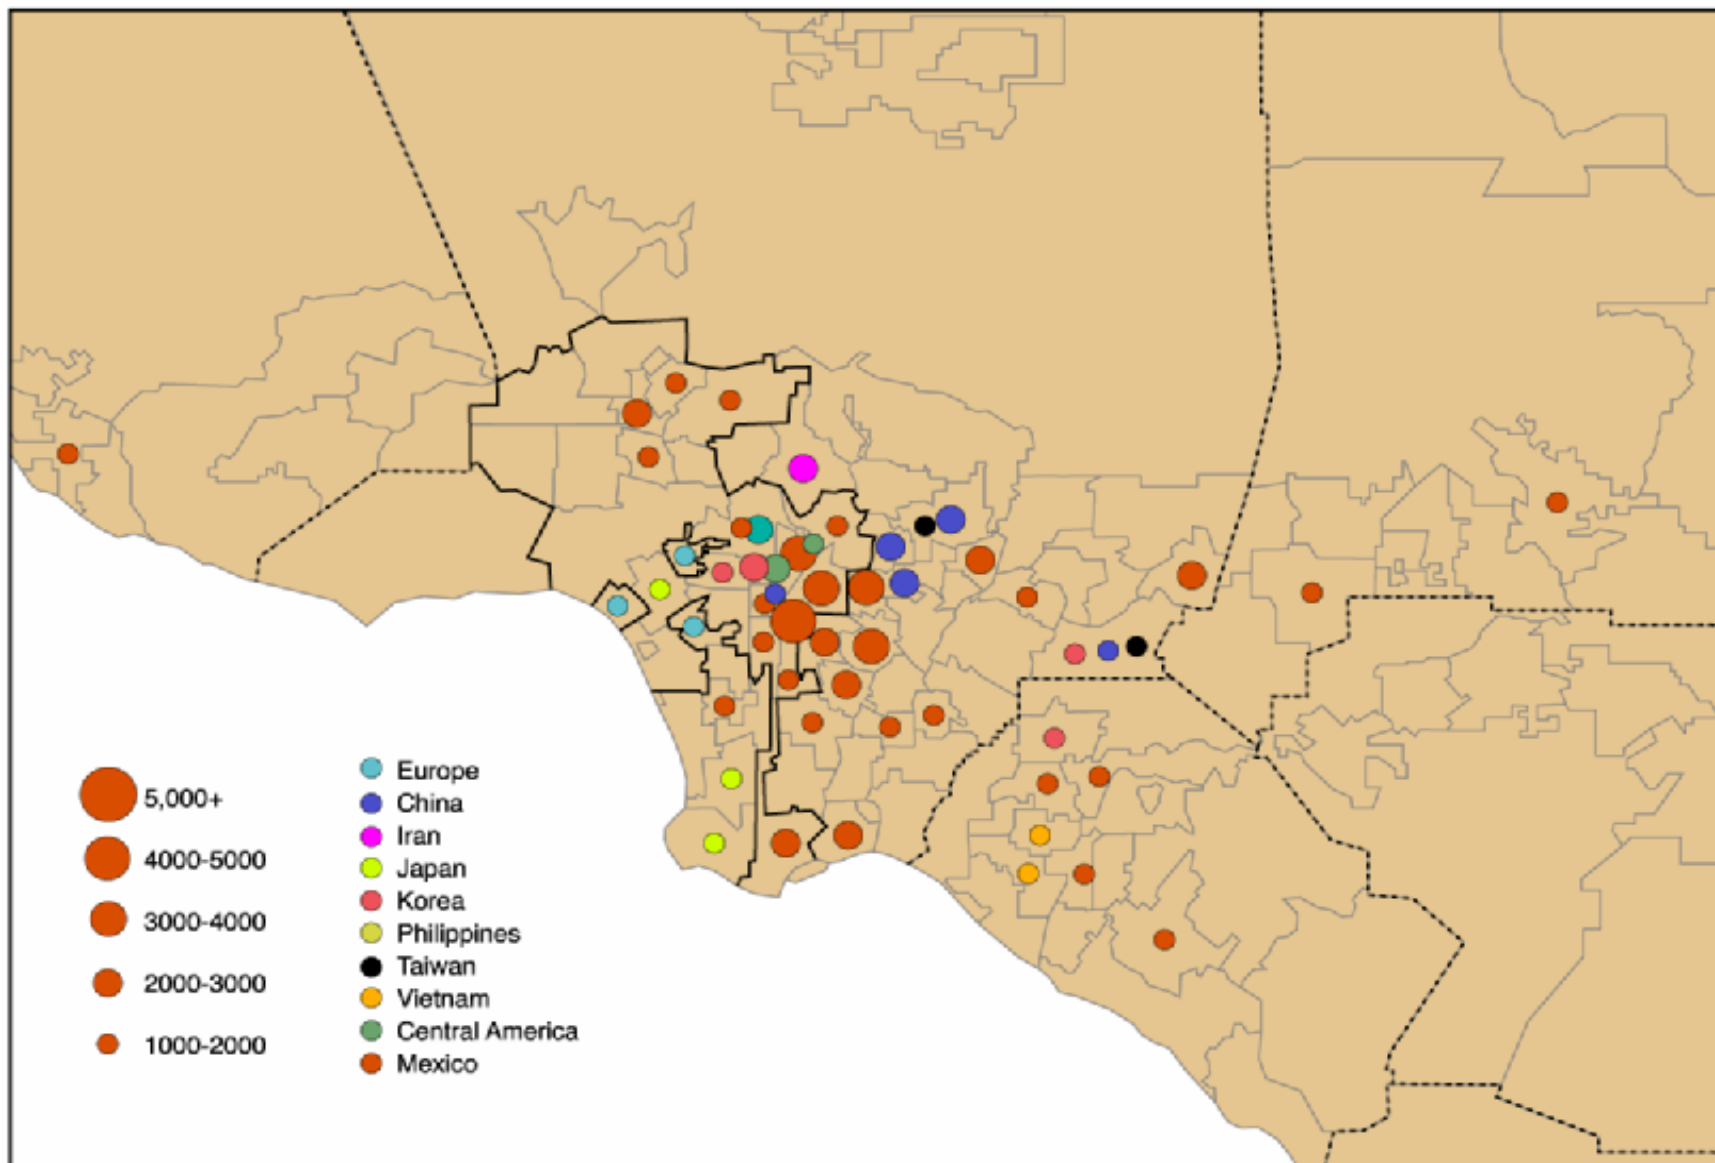 5,000+
4000-5000
3000-4000
2000-3000
1000-2000
Europe
China
Iran
Japan
Korea
Philippines
Taiwan
Vietnam
Central America
Mexico